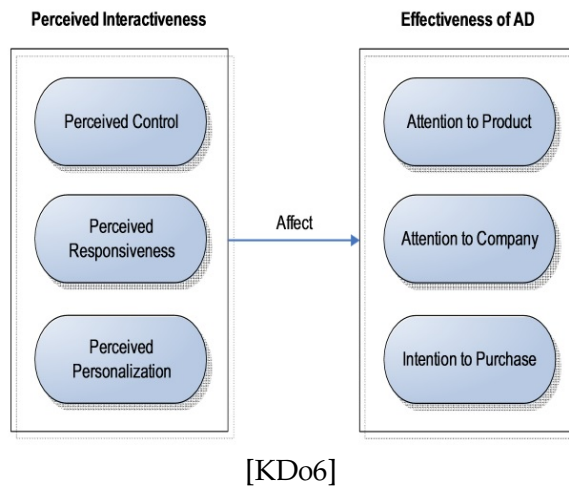 Perceived Interactiveness
Perceived Control
Perceived
Responsiveness
Perceived
Personalization
Affect
Effectiveness of AD
Attention to Product
Attention to Company
Intention to Purchase
[KDo6]